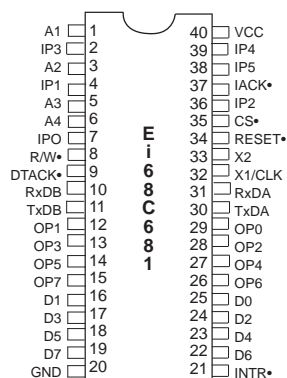 A1 1 40 VCC
IP3 2 39 IP4
A2 3 38 IP5
IP1 4 37 IACK•
A3 5 36 IP2
A4 6 35 CS•
IPO 7 34 RESET•
R/W• 8 33 X2
DTACK• 9 32 X1/CLK
RxDB 10 31 RxDA
TxDB 11 30 TxDA
OP1 12 29 OP0
OP3 13 28 OP2
OP5 14 27 OP4
OP7 15 26 OP6
D1 16 25 D0
D3 17 24 D2
D5 18 23 D4
D7 19 22 D6
GND 20 21 INTR•
Ei68C681